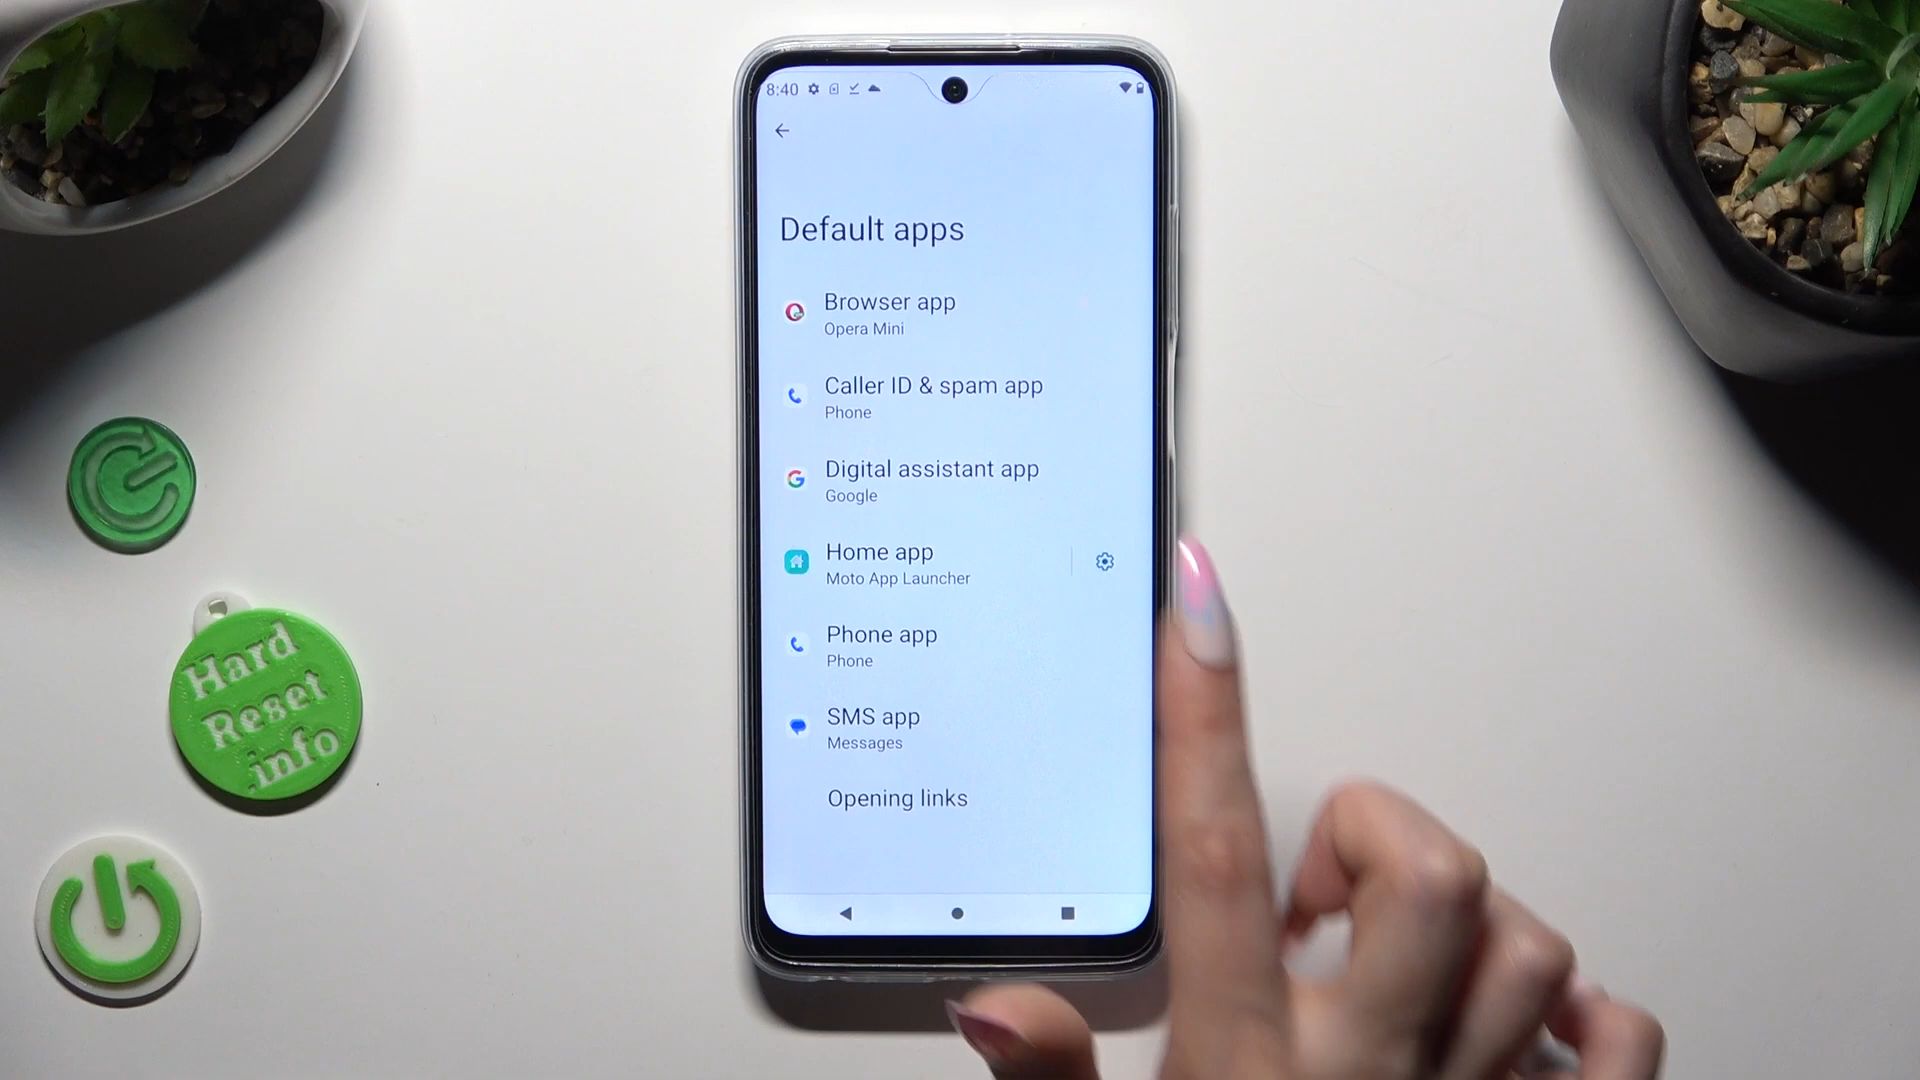 8:40
Default apps
Browser app
Opera Mini
Caller ID & spam app
Phone
Digital assistant app
Google
Home app
Moto App Launcher
Phone app
Phone
SMS app
Messages
Opening links
Hard
Reset
.info